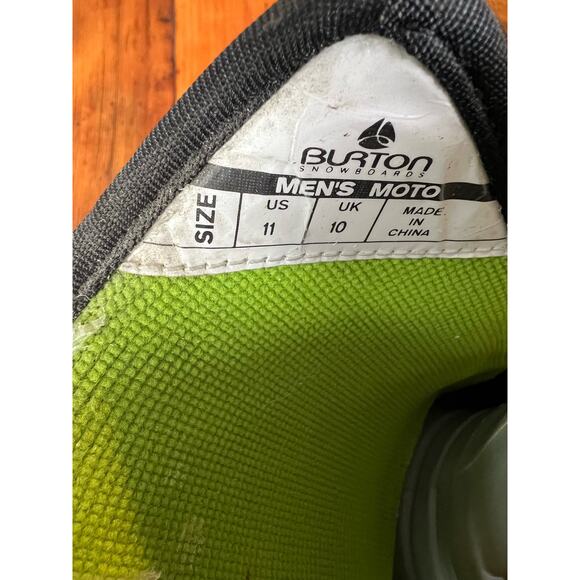 BURTON
SNOWBOARDS
MEN'S MOTO
SIZE
US UK MADE IN CHINA
11 10